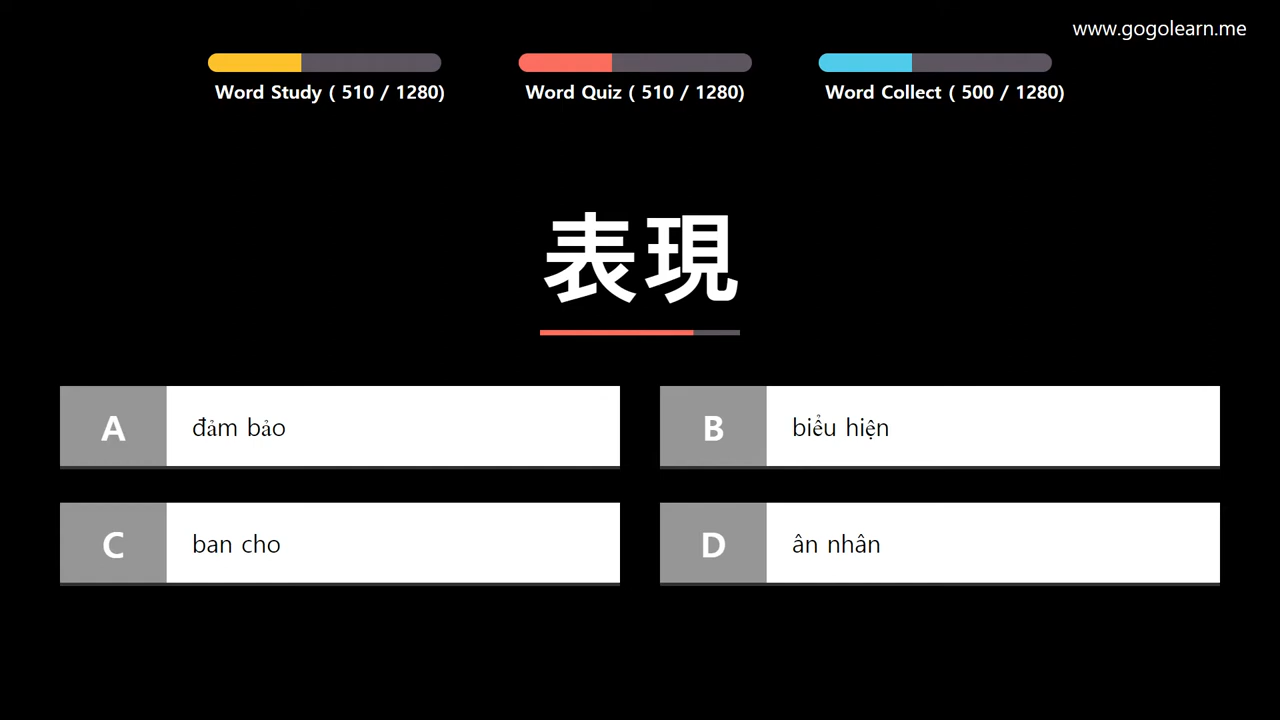 www.gogolearn.me
Word Study ( 510 / 1280)
Word Quiz ( 510 / 1280)
Word Collect ( 500 / 1280)
表現
A
đảm bảo
B
biểu hiện
C
ban cho
D
ân nhân